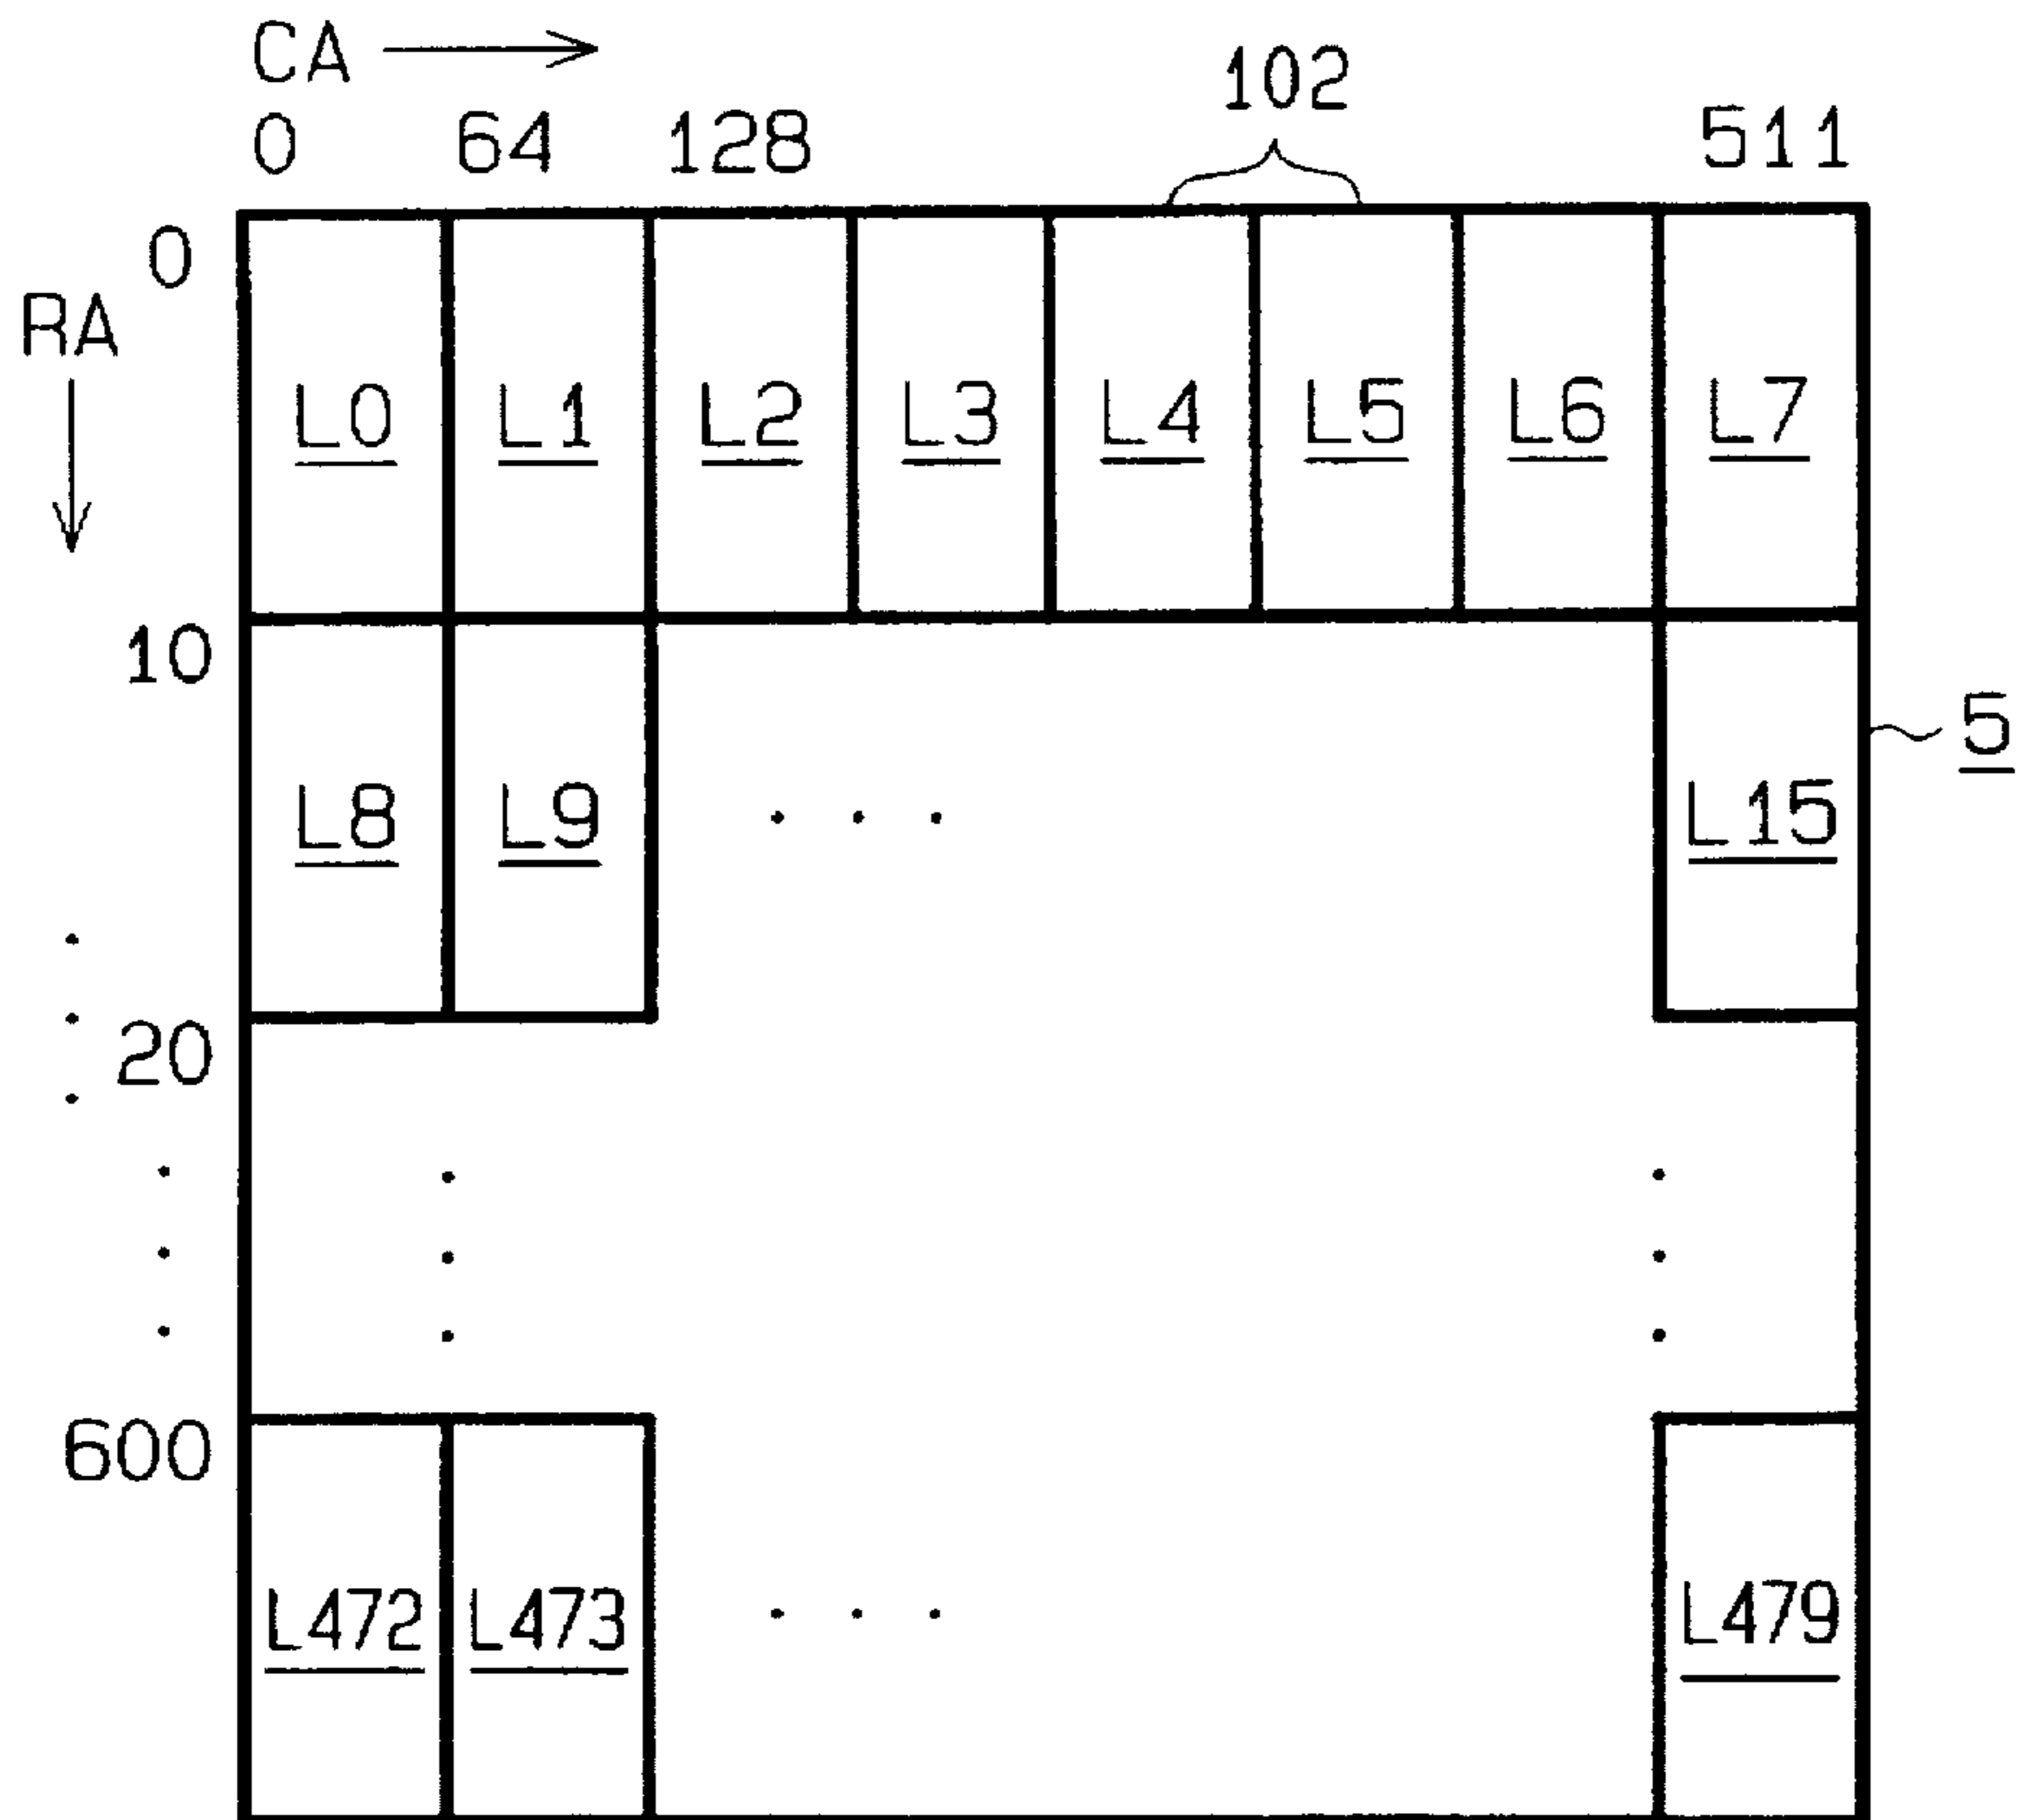 CA
102
0 64 128 511
0
RA
L0 L1 L2 L3 L4 L5 L6 L7
10
5
L8 L9 . . . L15
20
600
L472 L473 . . . L479